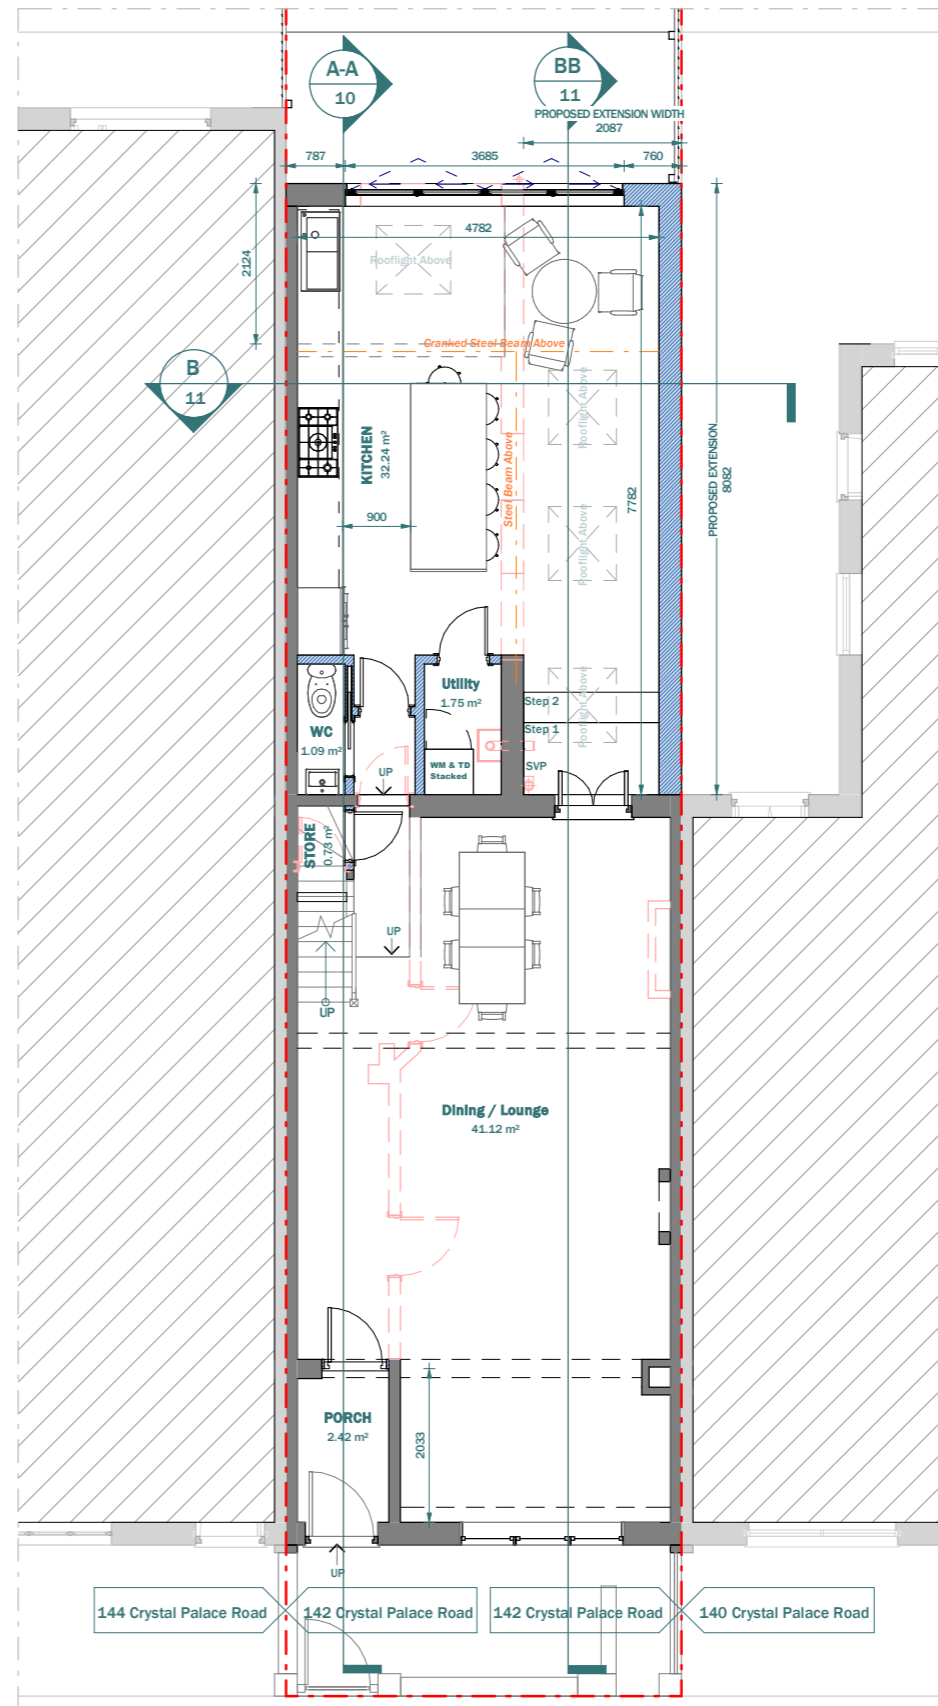 A-A
10
BB
11
PROPOSED EXTENSION WIDTH
2087
787
3685
760
4782
Rooflight Above
2124
Cranked Steel Beam Above
B
11
Rooflight Above
KITCHEN
32.24 m²
Steel Beam Above
PROPOSED EXTENSION
8082
7782
900
Rooflight Above
Utility
1.75 m²
Rooflight Above
Step 2
Step 1
WC
1.09 m²
WM & TD
Stacked
SVP
UP
STORE
0.73 m²
UP
UP
Dining / Lounge
41.12 m²
PORCH
2.42 m²
2033
UP
144 Crystal Palace Road
142 Crystal Palace Road
142 Crystal Palace Road
140 Crystal Palace Road